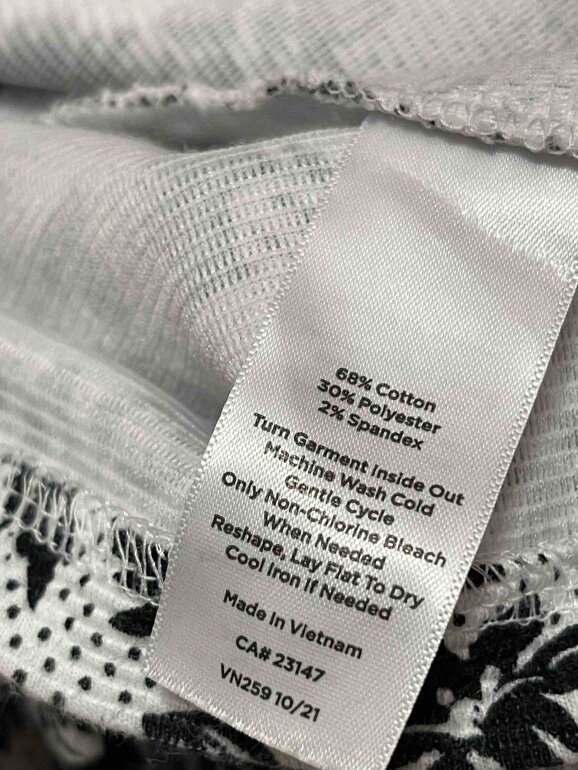 68% Cotton
30% Polyester
2% Spandex
Turn Garment Inside Out
Machine Wash Cold
Gentle Cycle
Only Non-Chlorine Bleach
When Needed
Reshape, Lay Flat To Dry
Cool Iron If Needed
Made In Vietnam
CA# 23147
VN259 10/21